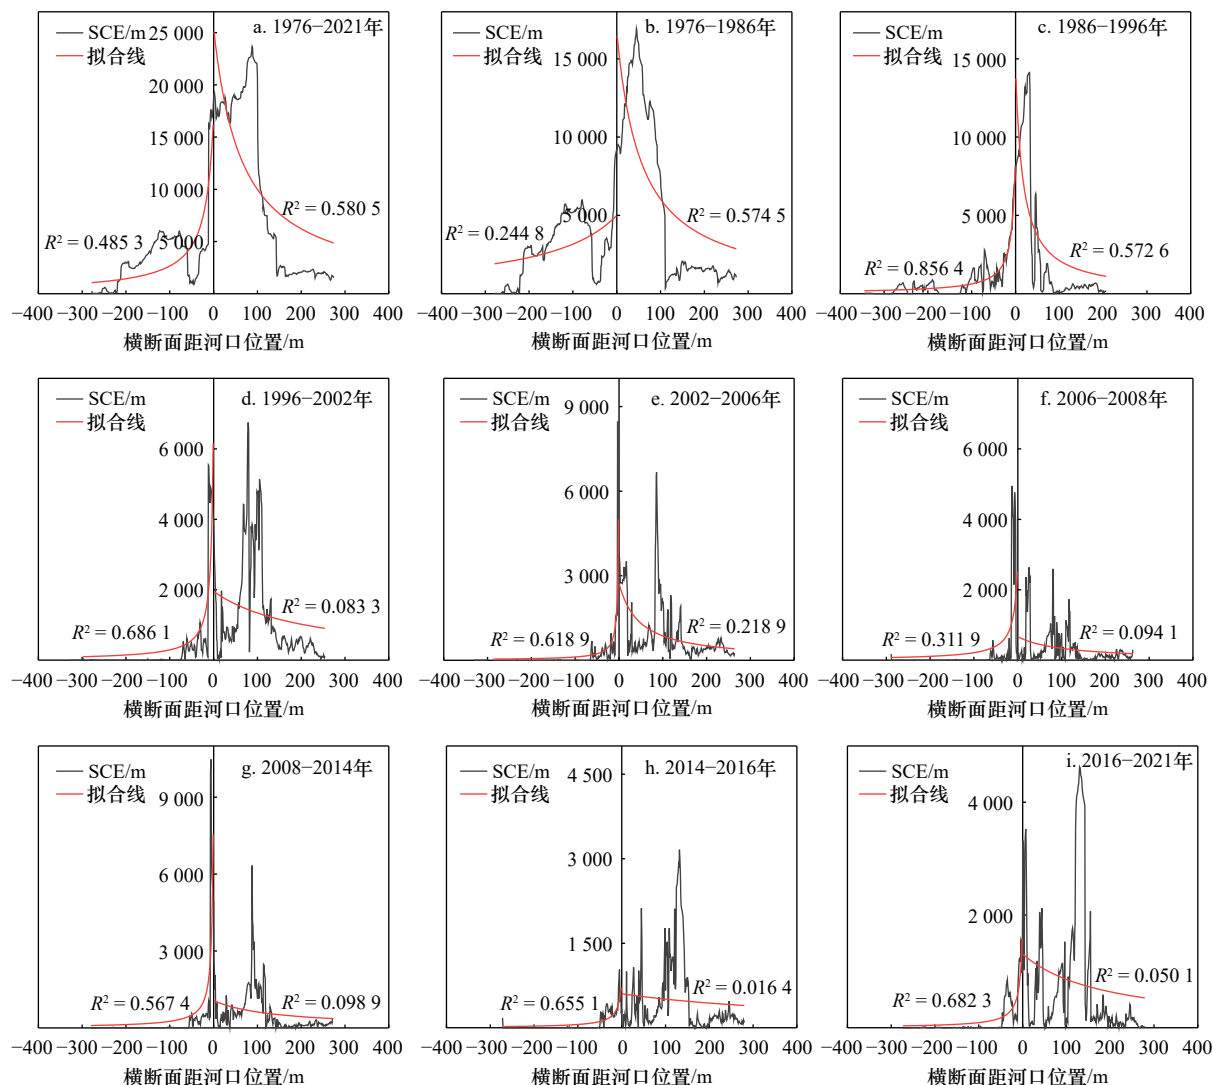 a. 1976−2021年
SCE/m
拟合线
25 000
20 000
15 000
10 000
5 000
R² = 0.485 3
R² = 0.580 5
−400 −300 −200 −100 0 100 200 300 400
横断面距河口位置/m
b. 1976−1986年
SCE/m
拟合线
15 000
10 000
5 000
R² = 0.244 8
R² = 0.574 5
−400 −300 −200 −100 0 100 200 300 400
横断面距河口位置/m
c. 1986−1996年
SCE/m
拟合线
15 000
10 000
5 000
R² = 0.856 4
R² = 0.572 6
−400 −300 −200 −100 0 100 200 300 400
横断面距河口位置/m
d. 1996−2002年
SCE/m
拟合线
6 000
4 000
2 000
R² = 0.686 1
R² = 0.083 3
−400 −300 −200 −100 0 100 200 300 400
横断面距河口位置/m
e. 2002−2006年
SCE/m
拟合线
9 000
6 000
3 000
R² = 0.618 9
R² = 0.218 9
−400 −300 −200 −100 0 100 200 300 400
横断面距河口位置/m
f. 2006−2008年
SCE/m
拟合线
6 000
4 000
2 000
R² = 0.311 9
R² = 0.094 1
−400 −300 −200 −100 0 100 200 300 400
横断面距河口位置/m
g. 2008−2014年
SCE/m
拟合线
9 000
6 000
3 000
R² = 0.567 4
R² = 0.098 9
−400 −300 −200 −100 0 100 200 300 400
横断面距河口位置/m
h. 2014−2016年
SCE/m
拟合线
4 500
3 000
1 500
R² = 0.655 1
R² = 0.016 4
−400 −300 −200 −100 0 100 200 300 400
横断面距河口位置/m
i. 2016−2021年
SCE/m
拟合线
4 000
2 000
R² = 0.682 3
R² = 0.050 1
−400 −300 −200 −100 0 100 200 300 400
横断面距河口位置/m